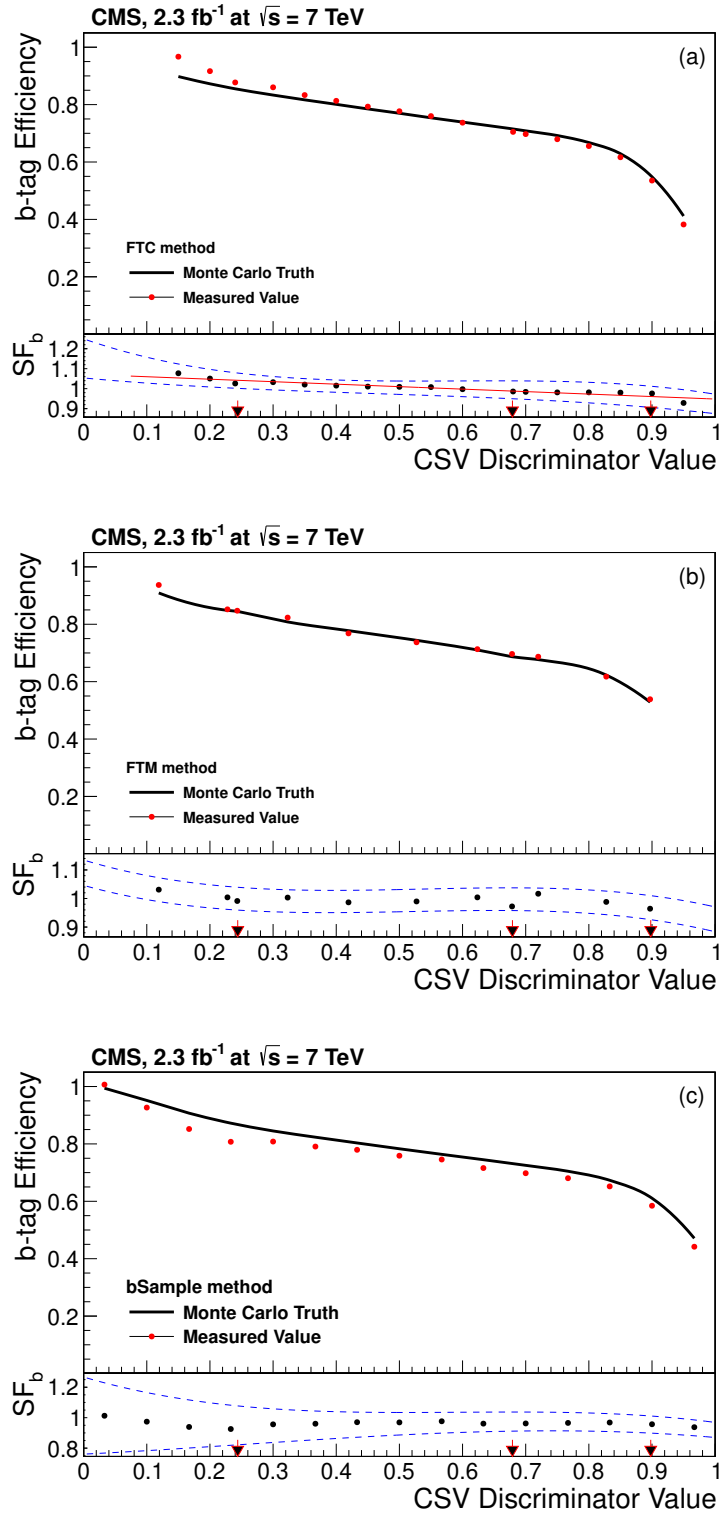 CMS, 2.3 fb⁻¹ at √s = 7 TeV
(a)
b-tag Efficiency
1
0.8
0.6
0.4
0.2
FTC method
Monte Carlo Truth
Measured Value
SF_b
1.2
1.1
1
0.9
0 0.1 0.2 0.3 0.4 0.5 0.6 0.7 0.8 0.9 1
CSV Discriminator Value
CMS, 2.3 fb⁻¹ at √s = 7 TeV
(b)
b-tag Efficiency
1
0.8
0.6
0.4
0.2
FTM method
Monte Carlo Truth
Measured Value
SF_b
1.1
1
0.9
0 0.1 0.2 0.3 0.4 0.5 0.6 0.7 0.8 0.9 1
CSV Discriminator Value
CMS, 2.3 fb⁻¹ at √s = 7 TeV
(c)
b-tag Efficiency
1
0.8
0.6
0.4
0.2
bSample method
Monte Carlo Truth
Measured Value
SF_b
1.2
1
0.8
0 0.1 0.2 0.3 0.4 0.5 0.6 0.7 0.8 0.9 1
CSV Discriminator Value